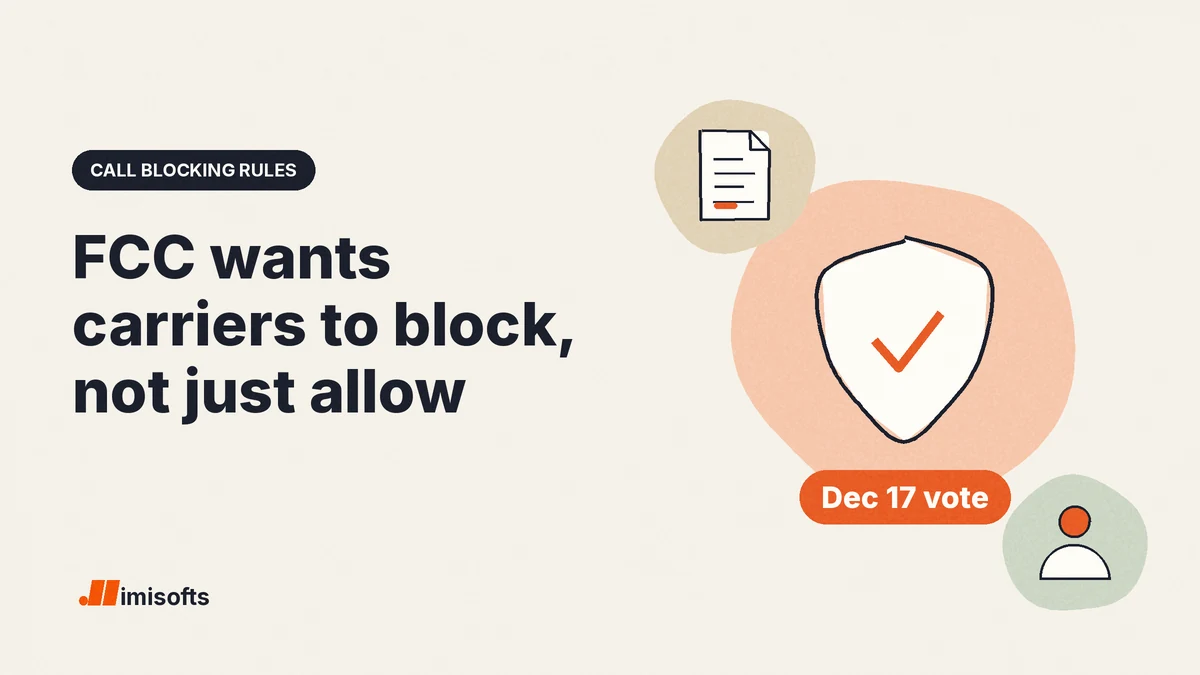 CALL BLOCKING RULES
FCC wants
carriers to block,
not just allow
Dec 17 vote
imisofts